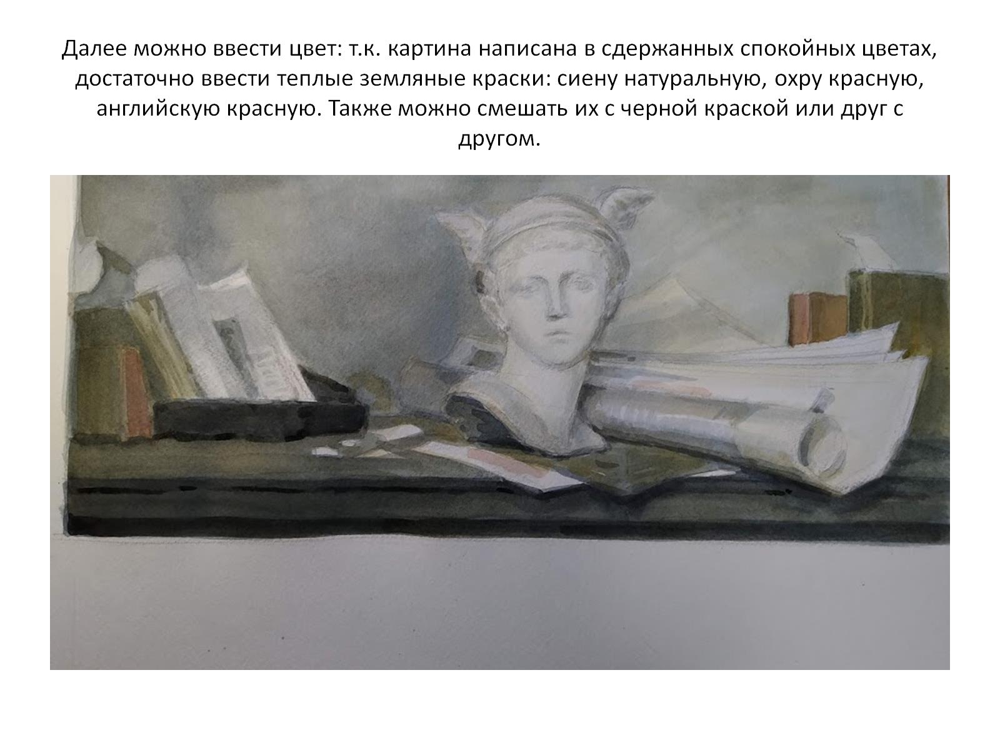 Далее можно ввести цвет: т.к. картина написана в сдержанных спокойных цветах,
достаточно ввести теплые земляные краски: сиену натуральную, охру красную,
английскую красную. Также можно смешать их с черной краской или друг с
другом.